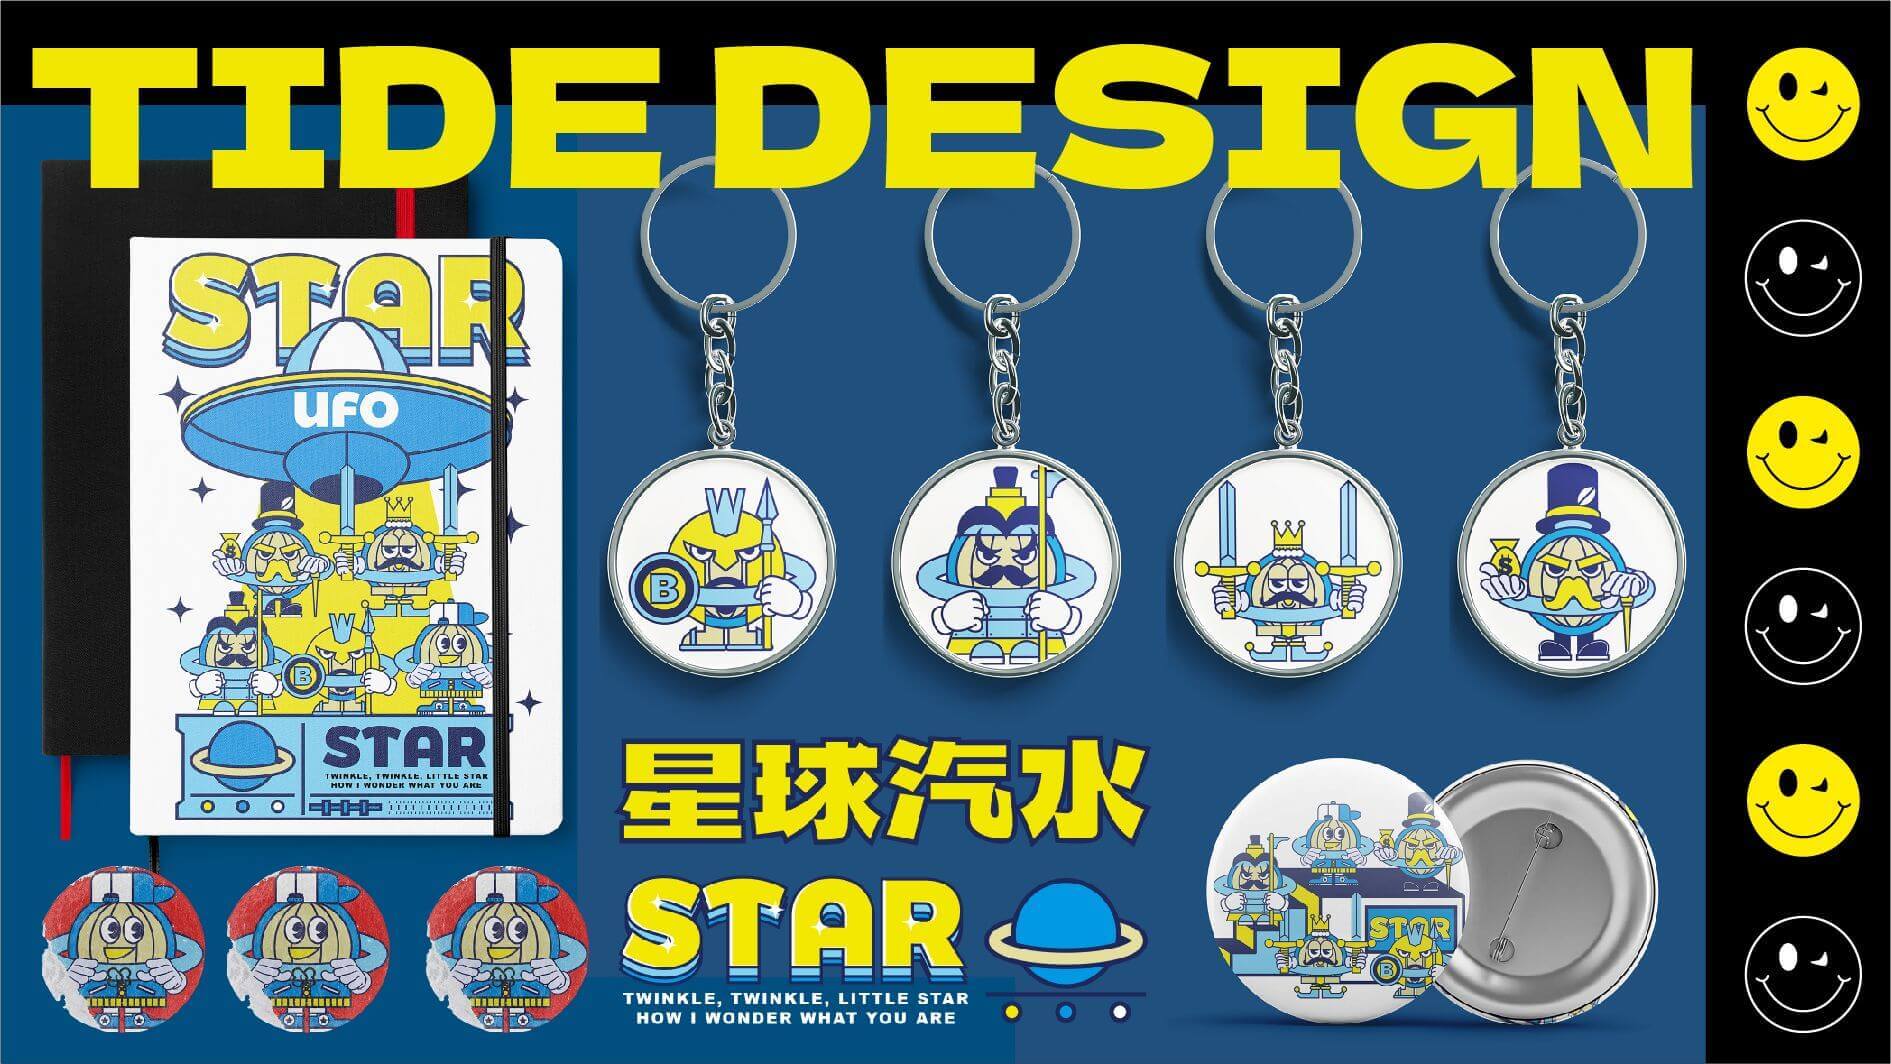 TIDE DESIGN
STAR
UFO
$
W
B
STAR
TWINKLE, TWINKLE, LITTLE STAR
HOW I WONDER WHAT YOU ARE
W
B
$
星球汽水
STAR
TWINKLE, TWINKLE, LITTLE STAR
HOW I WONDER WHAT YOU ARE
STAR
B